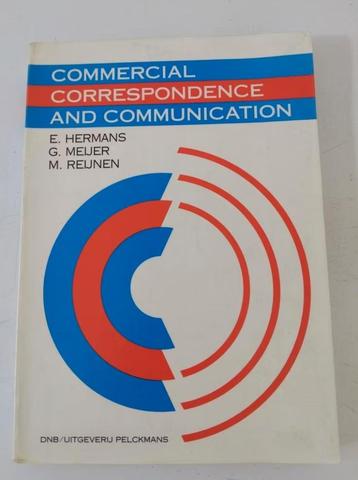 COMMERCIAL
CORRESPONDENCE
AND COMMUNICATION
E. HERMANS
G. MEIJER
M. REIJNEN
DNB/UITGEVERIJ PELCKMANS